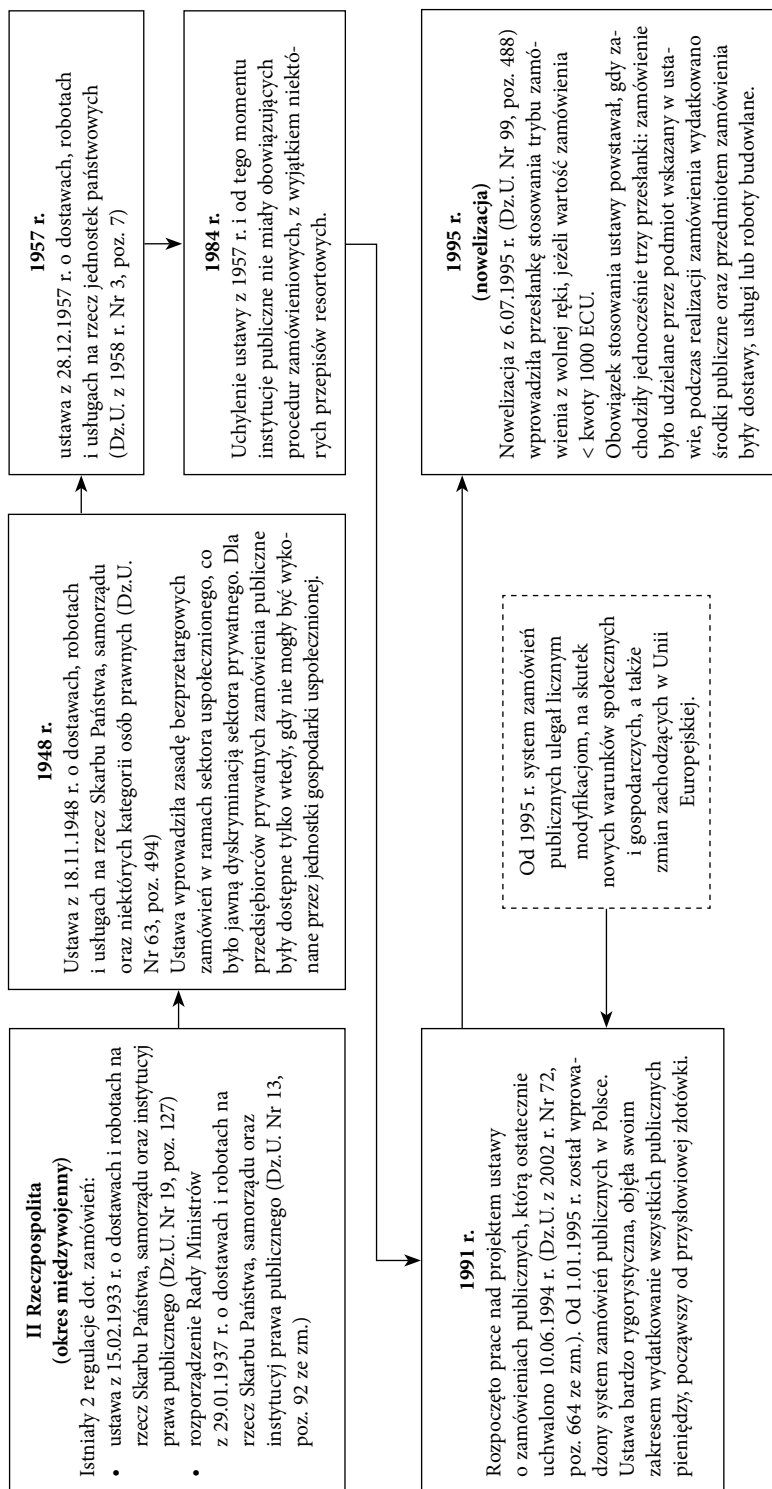 II Rzeczpospolita
(okres międzywojenny)
Istniały 2 regulacje dot. zamówień:
• ustawa z 15.02.1933 r. o dostawach i robotach na
rzecz Skarbu Państwa, samorządu oraz instytucyj
prawa publicznego (Dz.U. Nr 19, poz. 127)
• rozporządzenie Rady Ministrów
z 29.01.1937 r. o dostawach i robotach na
rzecz Skarbu Państwa, samorządu oraz
instytucyj prawa publicznego (Dz.U. Nr 13,
poz. 92 ze zm.)
1948 r.
Ustawa z 18.11.1948 r. o dostawach, robotach
i usługach na rzecz Skarbu Państwa, samorządu
oraz niektórych kategorii osób prawnych (Dz.U.
Nr 63, poz. 494)
Ustawa wprowadziła zasadę bezprzetargowych
zamówień w ramach sektora uspołecznionego, co
było jawną dyskryminacją sektora prywatnego. Dla
przedsiębiorców prywatnych zamówienia publiczne
były dostępne tylko wtedy, gdy nie mogły być wyko-
nane przez jednostki gospodarki uspołecznionej.
1957 r.
ustawa z 28.12.1957 r. o dostawach, robotach
i usługach na rzecz jednostek państwowych
(Dz.U. z 1958 r. Nr 3, poz. 7)
1984 r.
Uchylenie ustawy z 1957 r. i od tego momentu
instytucje publiczne nie miały obowiązujących
procedur zamówieniowych, z wyjątkiem niektó-
rych przepisów resortowych.
1991 r.
Rozpoczęto prace nad projektem ustawy
o zamówieniach publicznych, którą ostatecznie
uchwalono 10.06.1994 r. (Dz.U. z 2002 r. Nr 72,
poz. 664 ze zm.). Od 1.01.1995 r. został wprowa-
dzony system zamówień publicznych w Polsce.
Ustawa bardzo rygorystyczna, objęła swoim
zakresem wydatkowanie wszystkich publicznych
pieniędzy, począwszy od przysłowiowej złotówki.
Od 1995 r. system zamówień
publicznych ulegał licznym
modyfikacjom, na skutek
nowych warunków społecznych
i gospodarczych, a także
zmian zachodzących w Unii
Europejskiej.
1995 r.
(nowelizacja)
Nowelizacja z 6.07.1995 r. (Dz.U. Nr 99, poz. 488)
wprowadziła przesłankę stosowania trybu zamó-
wienia z wolnej ręki, jeżeli wartość zamówienia
< kwoty 1000 ECU.
Obowiązek stosowania ustawy powstawał, gdy za-
chodziły jednocześnie trzy przesłanki: zamówienie
było udzielane przez podmiot wskazany w usta-
wie, podczas realizacji zamówienia wydatkowano
środki publiczne oraz przedmiotem zamówienia
były dostawy, usługi lub roboty budowlane.